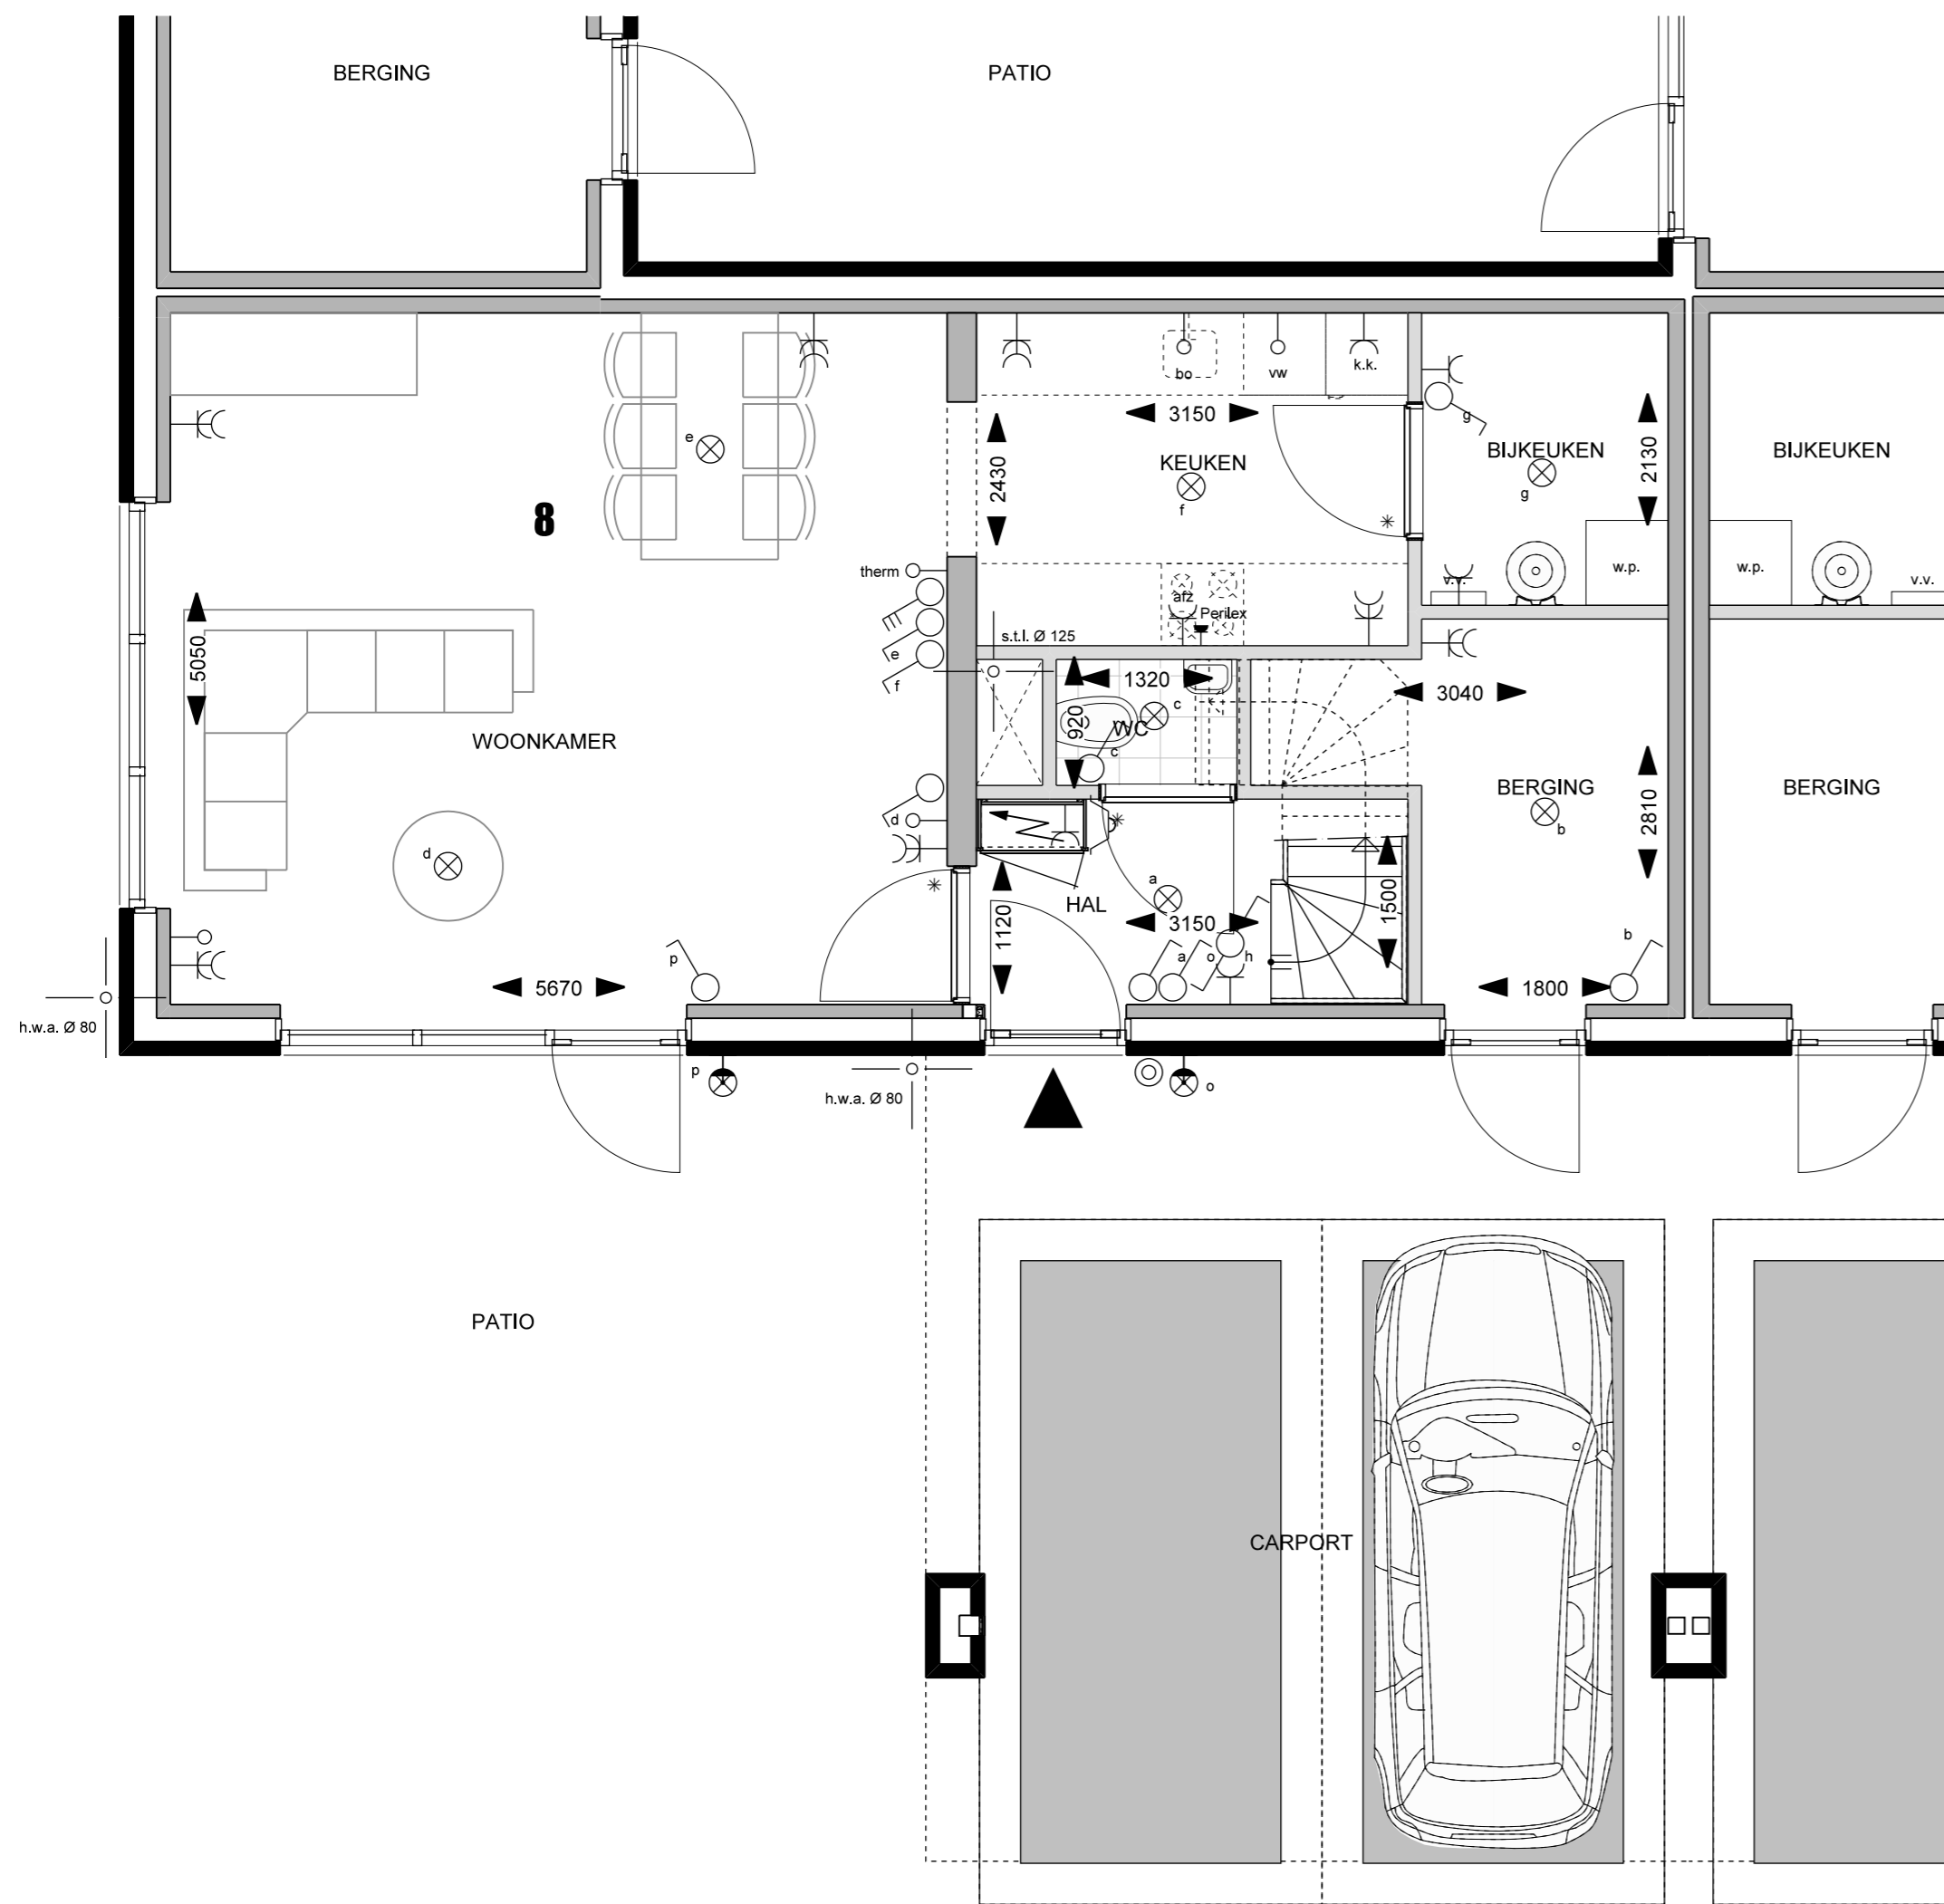 BERGING
PATIO
bo
vw
k.k.
3150
g
e
2430
KEUKEN
BIJKEUKEN
2130
BIJKEUKEN
f
g
8
therm
afz
v.v.
w.p.
w.p.
v.v.
Perilex
s.t.l. Ø 125
e
5050
f
1320
3040
c
920
WC
WOONKAMER
c
BERGING
BERGING
d
b
2810
d
a
HAL
1500
1120
3150
b
p
a
o
h
5670
1800
h.w.a. Ø 80
p
o
h.w.a. Ø 80
PATIO
CARPORT